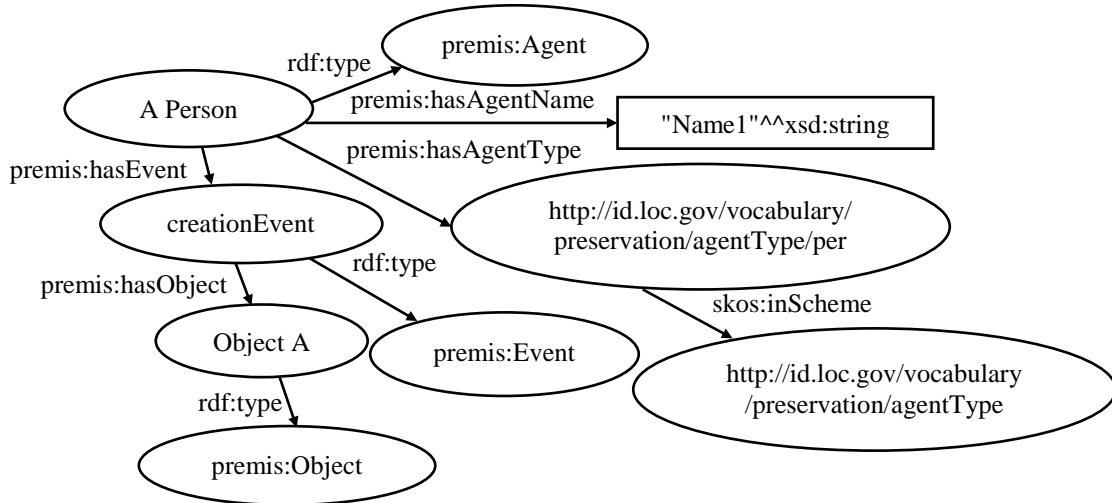 premis:Agent
rdf:type
A Person
premis:hasAgentName
"Name1"^^xsd:string
premis:hasAgentType
premis:hasEvent
http://id.loc.gov/vocabulary/
preservation/agentType/per
creationEvent
rdf:type
premis:hasObject
skos:inScheme
Object A
premis:Event
http://id.loc.gov/vocabulary
/preservation/agentType
rdf:type
premis:Object